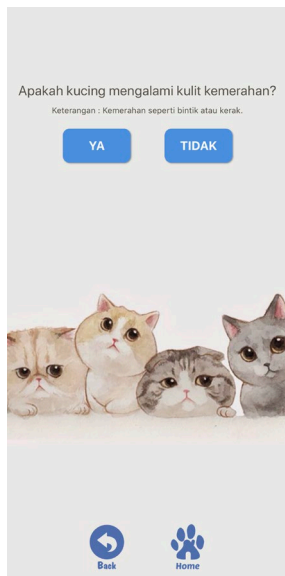 Apakah kucing mengalami kulit kemerahan?
Keterangan : Kemerahan seperti bintik atau kerak.
YA TIDAK
Back Home